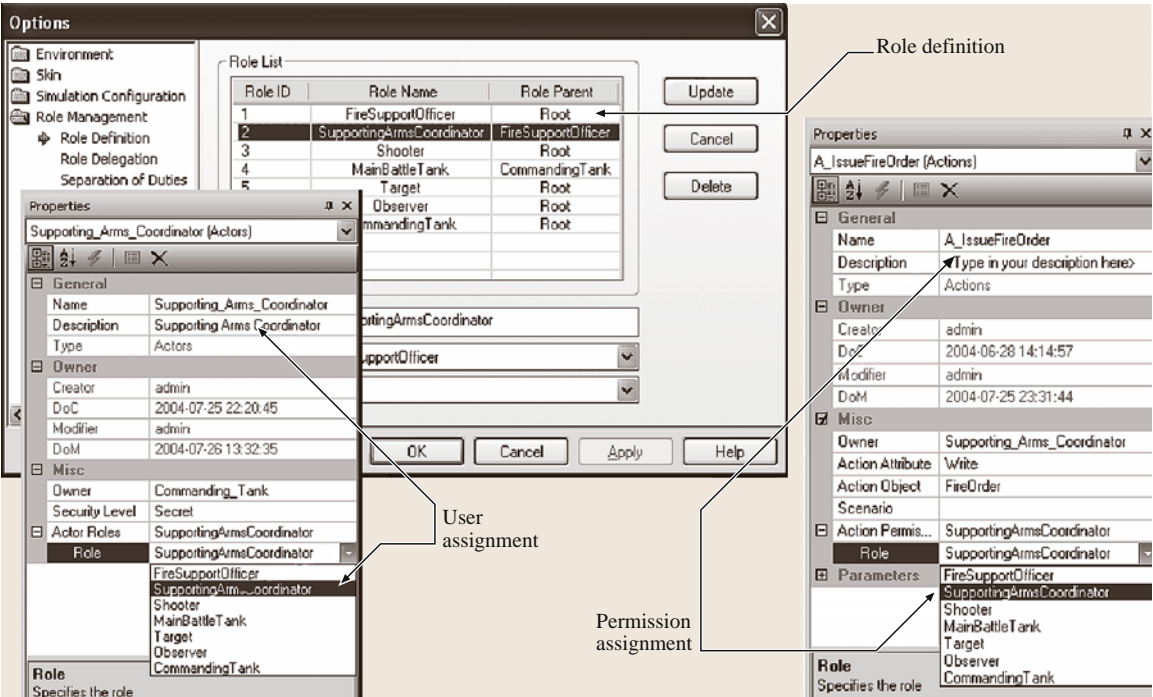 Options
Environment
Skin
Simulation Configuration
Role Management
Role Definition
Role Delegation
Separation of Duties
Role List
Role ID Role Name Role Parent
1 FireSupportOfficer Root
2 SupportingArmsCoordinator FireSupportOfficer
3 Shooter Root
4 MainBattleTank CommandingTank
5 Target Root
Observer Root
mmandingTank Root
Update
Cancel
Delete
ortingArmsCoordinator
upportOfficer
OK Cancel Apply Help
Role definition
Properties
Supporting_Arms_Coordinator (Actors)
General
Name Supporting_Arms_Coordinator
Description Supporting Arms Coordinator
Type Actors
Owner
Creator admin
DoC 2004-07-25 22:20:45
Modifier admin
DoM 2004-07-26 13:32:35
Misc
Owner Commanding_Tank
Security Level Secret
Actor Roles SupportingArmsCoordinator
Role SupportingArmsCoordinator
FireSupportOfficer
SupportingArmsCoordinator
Shooter
MainBattleTank
Target
Observer
CommandingTank
Role
Specifies the role
User
assignment
Permission
assignment
Properties
A_IssueFireOrder (Actions)
General
Name A_IssueFireOrder
Description <Type in your description here>
Type Actions
Owner
Creator admin
DoC 2004-06-28 14:14:57
Modifier admin
DoM 2004-07-25 23:31:44
Misc
Owner Supporting_Arms_Coordinator
Action Attribute Write
Action Object FireOrder
Scenario
Action Permis... SupportingArmsCoordinator
Role SupportingArmsCoordinator
Parameters
FireSupportOfficer
SupportingArmsCoordinator
Shooter
MainBattleTank
Target
Observer
CommandingTank
Role
Specifies the role